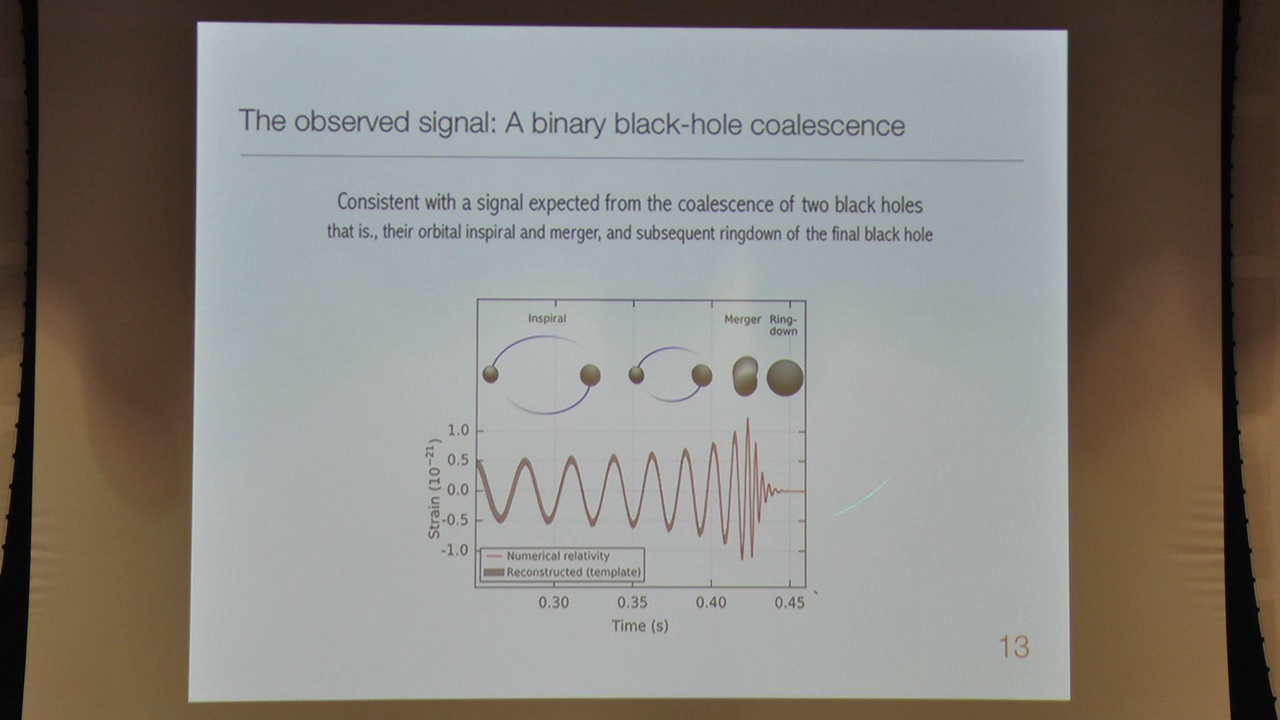 The observed signal: A binary black-hole coalescence
Consistent with a signal expected from the coalescence of two black holes
that is., their orbital inspiral and merger, and subsequent ringdown of the final black hole
Inspiral
Merger
Ring-
down
1.0
0.5
0.0
-0.5
-1.0
Strain (10⁻²¹)
Numerical relativity
Reconstructed (template)
0.30 0.35 0.40 0.45
Time (s)
13